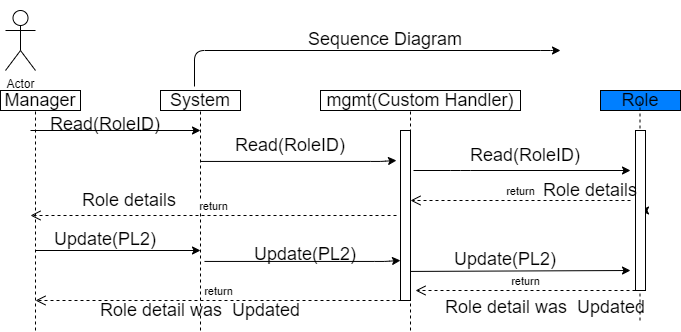 Sequence Diagram
Actor
Manager
System
mgmt(Custom Handler)
Role
Read(RoleID)
Read(RoleID)
Read(RoleID)
return
Role details
Role details
return
Update(PL2)
Update(PL2)
Update(PL2)
return
Role detail was Updated
return
Role detail was Updated